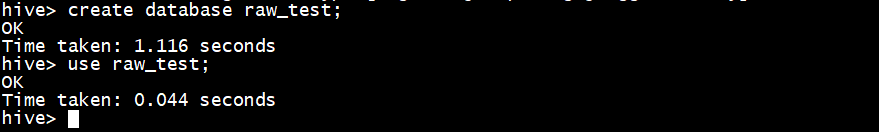 hive> create database raw_test;
OK
Time taken: 1.116 seconds
hive> use raw_test;
OK
Time taken: 0.044 seconds
hive>